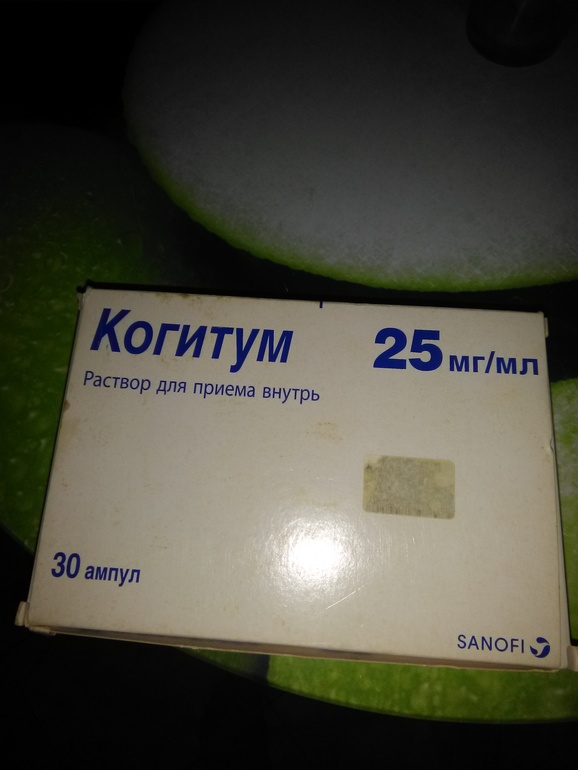 Когитум 25 мг/мл
Раствор для приема внутрь
30 ампул
SANOFI